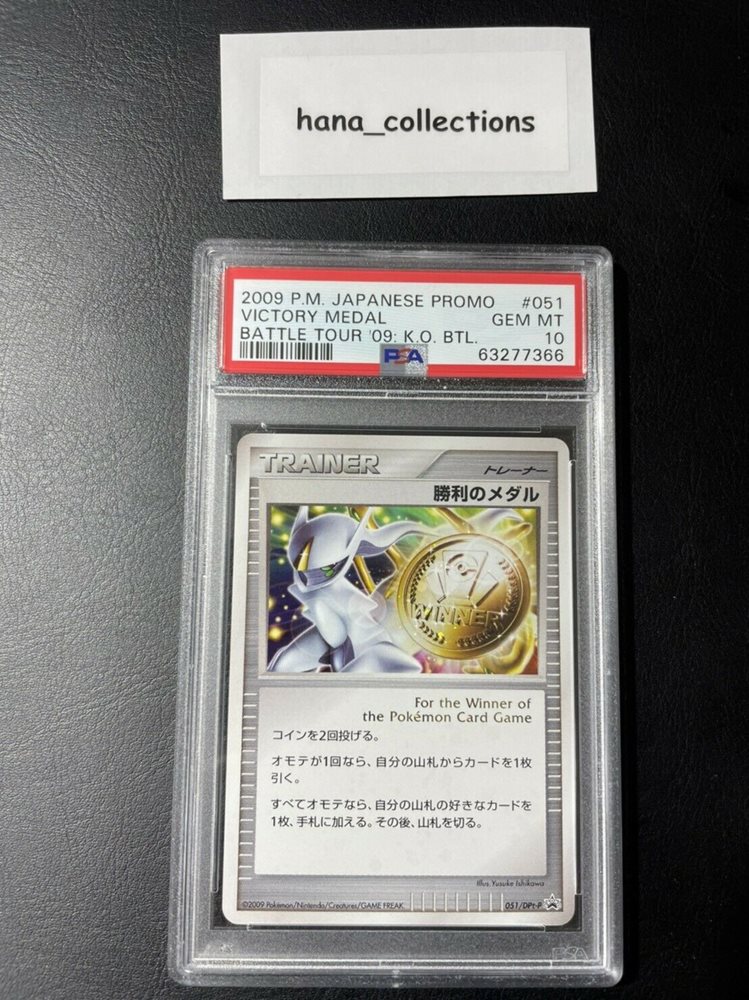 hana_collections
2009 P.M. JAPANESE PROMO #051
VICTORY MEDAL GEM MT
BATTLE TOUR '09: K.O. BTL. 10
PSA 63277366
TRAINER トレーナー
勝利のメダル
WINNER
For the Winner of
the Pokémon Card Game
コインを2回投げる。
オモテが1回なら、自分の山札からカードを1枚
引く。
すべてオモテなら、自分の山札の好きなカードを
1枚、手札に加える。その後、山札を切る。
Illus. Yusuke Ishikawa
©2009 Pokémon/Nintendo/Creatures/GAME FREAK. 051/DPt-P
PSA